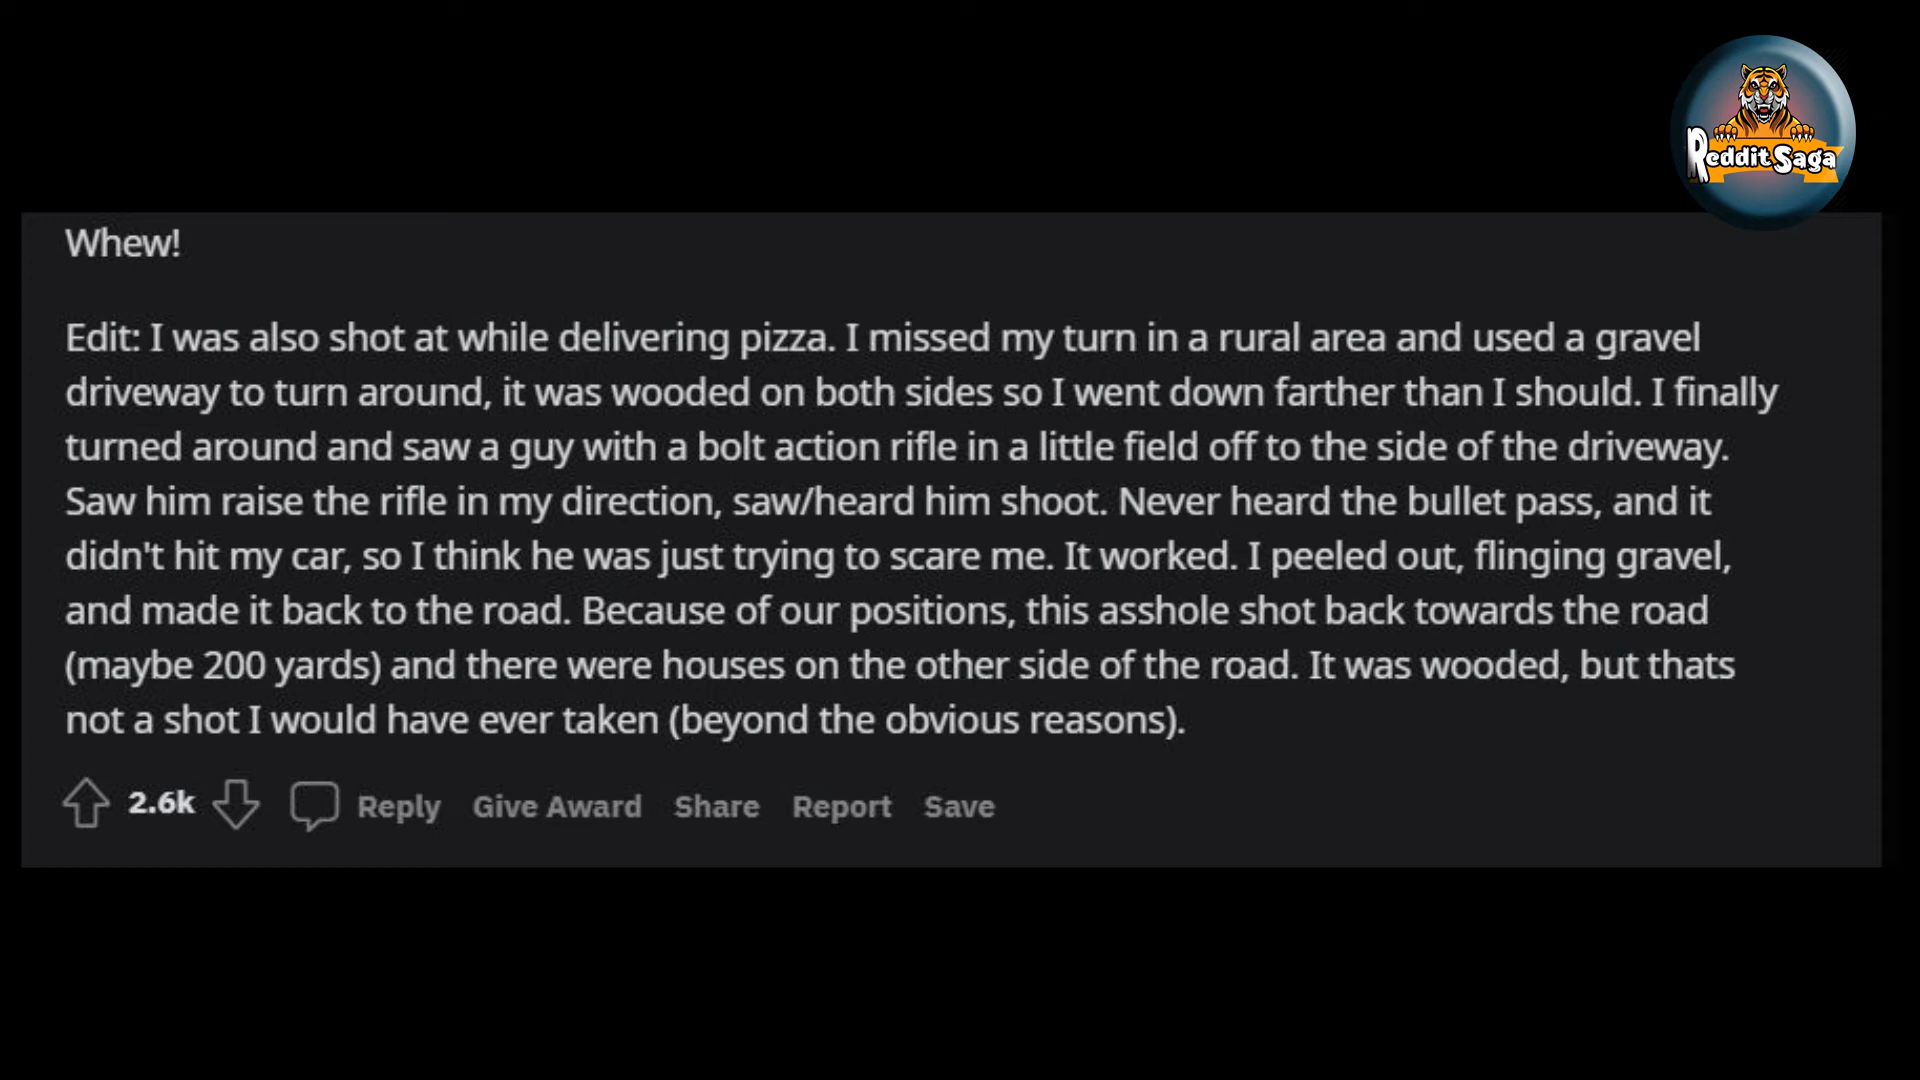 Reddit Saga
Whew!
Edit: I was also shot at while delivering pizza. I missed my turn in a rural area and used a gravel
driveway to turn around, it was wooded on both sides so I went down farther than I should. I finally
turned around and saw a guy with a bolt action rifle in a little field off to the side of the driveway.
Saw him raise the rifle in my direction, saw/heard him shoot. Never heard the bullet pass, and it
didn't hit my car, so I think he was just trying to scare me. It worked. I peeled out, flinging gravel,
and made it back to the road. Because of our positions, this asshole shot back towards the road
(maybe 200 yards) and there were houses on the other side of the road. It was wooded, but thats
not a shot I would have ever taken (beyond the obvious reasons).
2.6k Reply Give Award Share Report Save